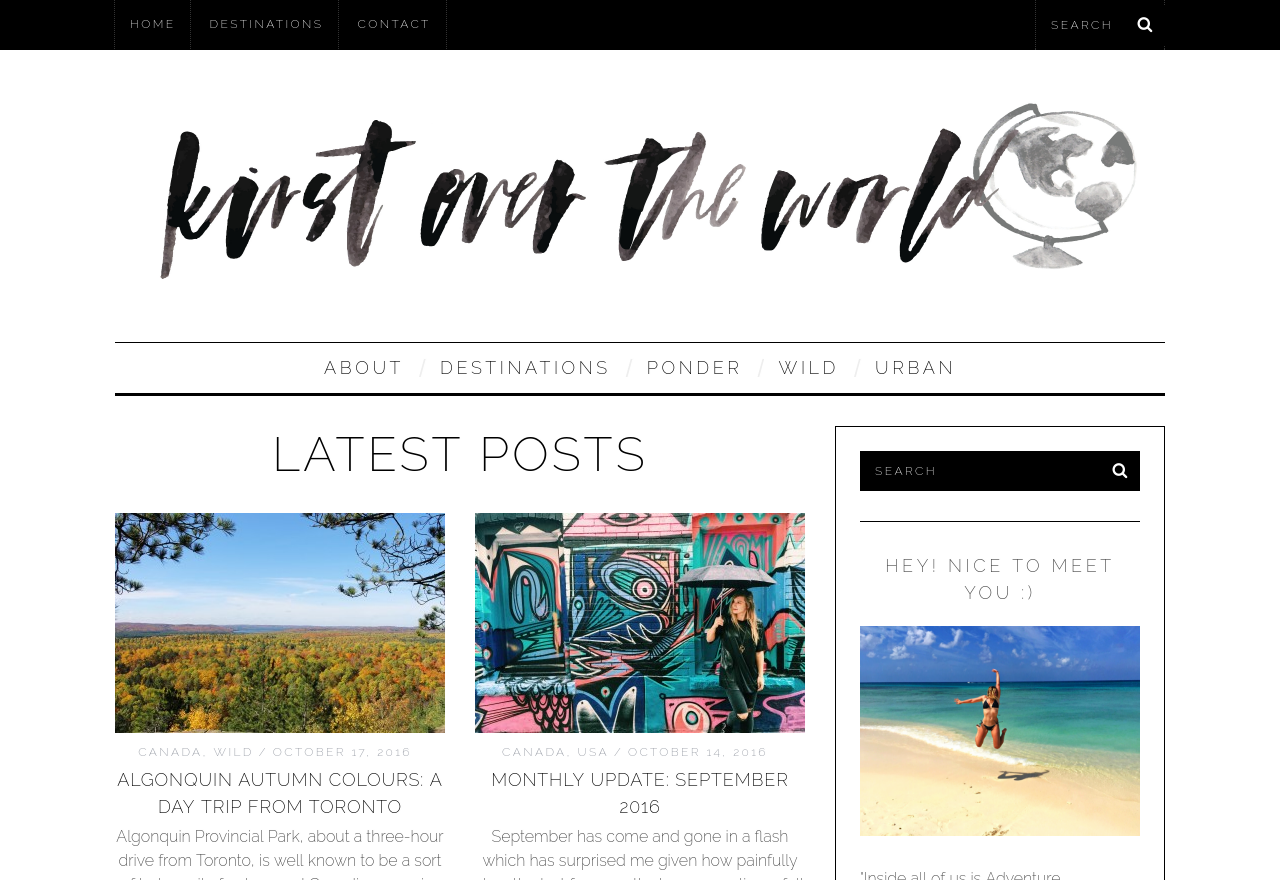 HOME
DESTINATIONS
CONTACT
SEARCH
kirst over the world
ABOUT / DESTINATIONS / PONDER / WILD / URBAN
LATEST POSTS
CANADA, WILD / OCTOBER 17, 2016
ALGONQUIN AUTUMN COLOURS: A
DAY TRIP FROM TORONTO
Algonquin Provincial Park, about a three-hour
drive from Toronto, is well known to be a sort
CANADA, USA / OCTOBER 14, 2016
MONTHLY UPDATE: SEPTEMBER
2016
September has come and gone in a flash
which has surprised me given how painfully
SEARCH
HEY! NICE TO MEET
YOU :)
"Inside all of us is Adventure.